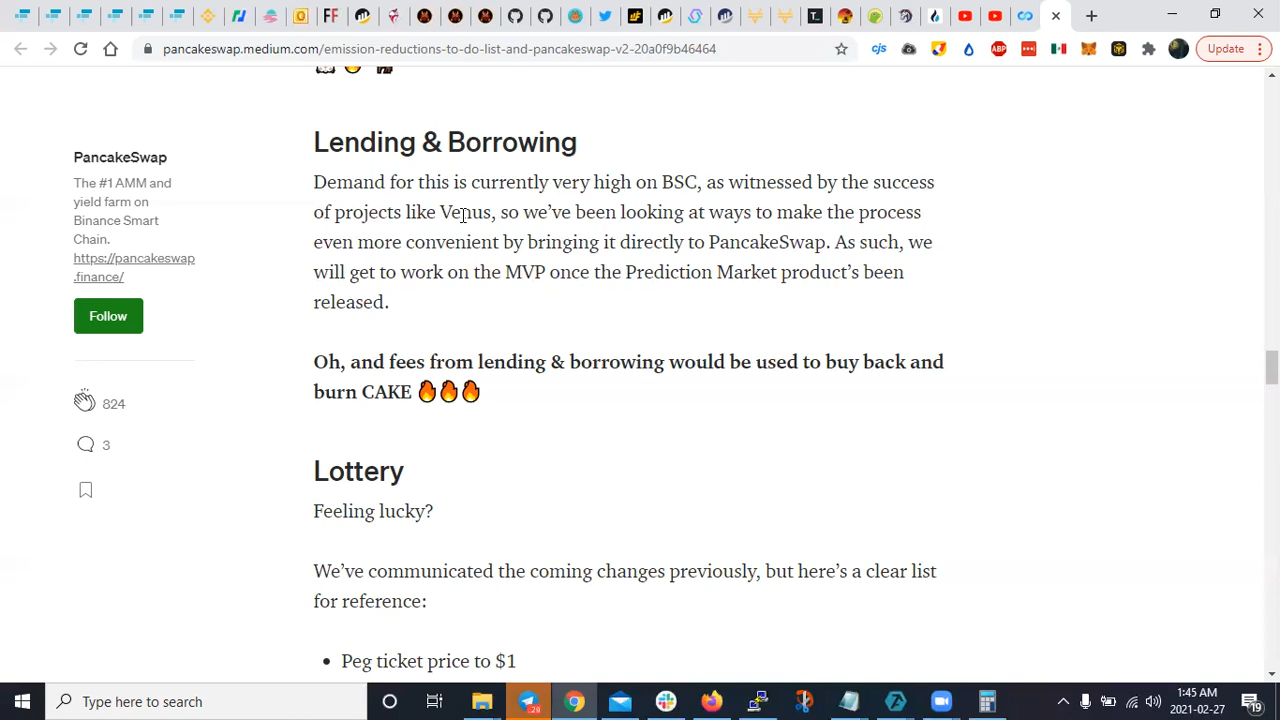 Update
pancakeswap.medium.com/emission-reductions-to-do-list-and-pancakeswap-v2-20a0f9b46464
PancakeSwap
The #1 AMM and
yield farm on
Binance Smart
Chain.
https://pancakeswap
.finance/
Follow
824
3
Lending & Borrowing
Demand for this is currently very high on BSC, as witnessed by the success
of projects like Venus, so we’ve been looking at ways to make the process
even more convenient by bringing it directly to PancakeSwap. As such, we
will get to work on the MVP once the Prediction Market product’s been
released.
Oh, and fees from lending & borrowing would be used to buy back and
burn CAKE 🔥🔥🔥
Lottery
Feeling lucky?
We’ve communicated the coming changes previously, but here’s a clear list
for reference:
• Peg ticket price to $1
Type here to search
1:45 AM
2021-02-27